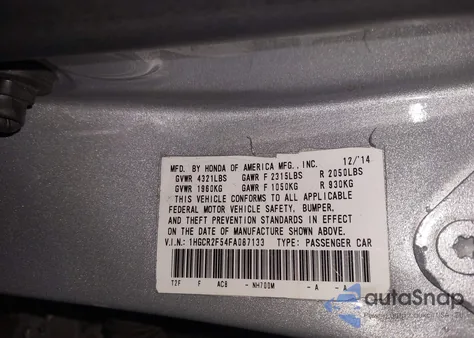 MFD. BY HONDA OF AMERICA MFG., INC. 12/'14
GVWR 4321LBS GAWR F 2315LBS R 2050LBS
GVWR 1960KG GAWR F 1050KG R 930KG
THIS VEHICLE CONFORMS TO ALL APPLICABLE
FEDERAL MOTOR VEHICLE SAFETY, BUMPER,
AND THEFT PREVENTION STANDARDS IN EFFECT
ON THE DATE OF MANUFACTURE SHOWN ABOVE.
V.I.N.: 1HGCR2F54FA087133 TYPE: PASSENGER CAR
T2F F AC8 - NH700M - A - A
autaSnap